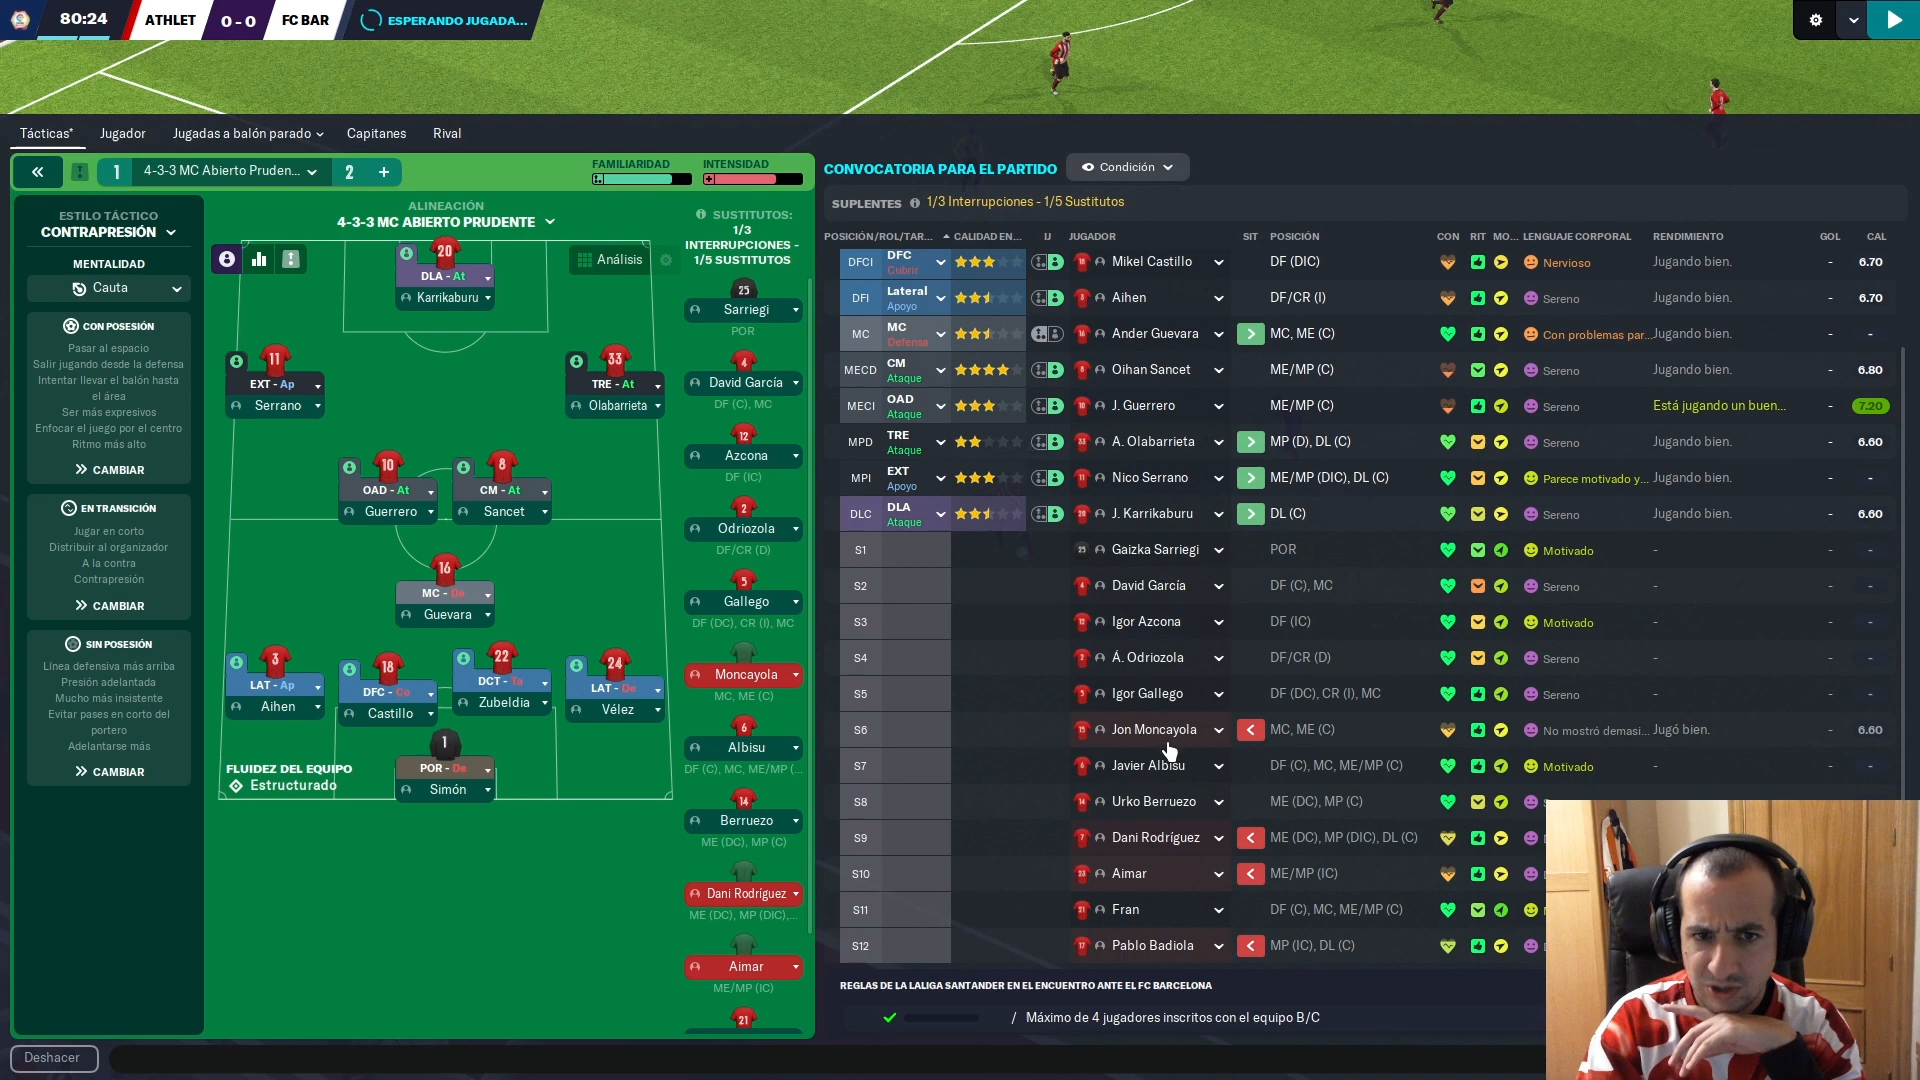 80:24 ATHLET 0 - 0 FC BAR ESPERANDO JUGADA...
Tácticas* Jugador Jugadas a balón parado Capitanes Rival
1 4-3-3 MC Abierto Pruden... 2 +
FAMILIARIDAD INTENSIDAD
ESTILO TÁCTICO
CONTRAPRESIÓN
MENTALIDAD
Cauta
CON POSESIÓN
Pasar al espacio
Salir jugando desde la defensa
Intentar llevar el balón hasta
el área
Ser más expresivos
Enfocar el juego por el centro
Ritmo más alto
CAMBIAR
EN TRANSICIÓN
Jugar en corto
Distribuir al organizador
A la contra
Contrapresión
CAMBIAR
SIN POSESIÓN
Línea defensiva más arriba
Presión adelantada
Mucho más insistente
Evitar pases en corto del
portero
Adelantarse más
CAMBIAR
ALINEACIÓN
4-3-3 MC ABIERTO PRUDENTE
Análisis
20
DLA - At
Karrikaburu
11
EXT - Ap
Serrano
33
TRE - At
Olabarrieta
10
OAD - At
Guerrero
8
CM - At
Sancet
16
MC - De
Guevara
3
LAT - Ap
Aihen
18
DFC - Co
Castillo
22
DCT - Ta
Zubeldia
24
LAT - De
Vélez
1
POR - De
Simón
FLUIDEZ DEL EQUIPO
Estructurado
SUSTITUTOS:
1/3
INTERRUPCIONES -
1/5 SUSTITUTOS
25
Sarriegi
POR
4
David García
DF (C), MC
12
Azcona
DF (IC)
2
Odriozola
DF/CR (D)
5
Gallego
DF (DC), CR (I), MC
Moncayola
MC, ME (C)
6
Albisu
DF (C), MC, ME/MP (...
14
Berruezo
ME (DC), MP (C)
Dani Rodríguez
ME (DC), MP (DIC),...
Aimar
ME/MP (IC)
21
CONVOCATORIA PARA EL PARTIDO Condición
SUPLENTES 1/3 Interrupciones - 1/5 Sustitutos
POSICIÓN/ROL/TAR... CALIDAD EN... IJ JUGADOR SIT POSICIÓN CON RIT MO... LENGUAJE CORPORAL RENDIMIENTO GOL CAL
DFCI DFC Cubrir Mikel Castillo DF (DIC) Nervioso Jugando bien. - 6.70
DFI Lateral Apoyo Aihen DF/CR (I) Sereno Jugando bien. - 6.70
MC MC Defensa Ander Guevara MC, ME (C) Con problemas par... Jugando bien. - -
MECD CM Ataque Oihan Sancet ME/MP (C) Sereno Jugando bien. - 6.80
MECI OAD Ataque J. Guerrero ME/MP (C) Sereno Está jugando un buen... - 7.20
MPD TRE Ataque A. Olabarrieta MP (D), DL (C) Sereno Jugando bien. - 6.60
MPI EXT Apoyo Nico Serrano ME/MP (DIC), DL (C) Parece motivado y... Jugando bien. - -
DLC DLA Ataque J. Karrikaburu DL (C) Sereno Jugando bien. - 6.60
S1 Gaizka Sarriegi POR Motivado - - -
S2 David García DF (C), MC Sereno - - -
S3 Igor Azcona DF (IC) Motivado - - -
S4 Á. Odriozola DF/CR (D) Sereno - - -
S5 Igor Gallego DF (DC), CR (I), MC Sereno - - -
S6 Jon Moncayola MC, ME (C) No mostró demasi... Jugó bien. - 6.60
S7 Javier Albisu DF (C), MC, ME/MP (C) Motivado - - -
S8 Urko Berruezo ME (DC), MP (C)
S9 Dani Rodríguez ME (DC), MP (DIC), DL (C)
S10 Aimar ME/MP (IC)
S11 Fran DF (C), MC, ME/MP (C)
S12 Pablo Badiola MP (IC), DL (C)
REGLAS DE LA LALIGA SANTANDER EN EL ENCUENTRO ANTE EL FC BARCELONA
/ Máximo de 4 jugadores inscritos con el equipo B/C
Deshacer